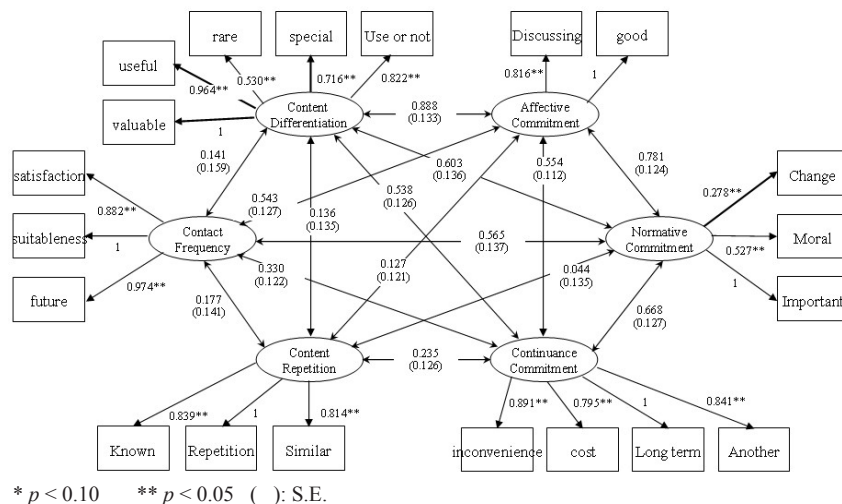 rare
special
Use or not
Discussing
good
useful
0.530**
0.716**
0.822**
0.816**
1
0.964**
Content
Differentiation
0.888
(0.133)
Affective
Commitment
valuable
1
0.141
(0.159)
0.603
(0.136)
0.554
(0.112)
0.781
(0.124)
satisfaction
0.543
(0.127)
0.538
(0.126)
Change
0.278**
0.882**
0.136
(0.135)
suitableness
1
Contact
Frequency
0.565
(0.137)
Normative
Commitment
Moral
0.527**
0.330
(0.122)
0.127
(0.121)
0.044
(0.135)
1
future
0.974**
0.177
(0.141)
0.668
(0.127)
Important
Content
Repetition
0.235
(0.126)
Continuance
Commitment
0.839**
1
0.814**
0.891**
0.795**
1
0.841**
Known
Repetition
Similar
inconvenience
cost
Long term
Another
* p < 0.10 ** p < 0.05 ( ): S.E.